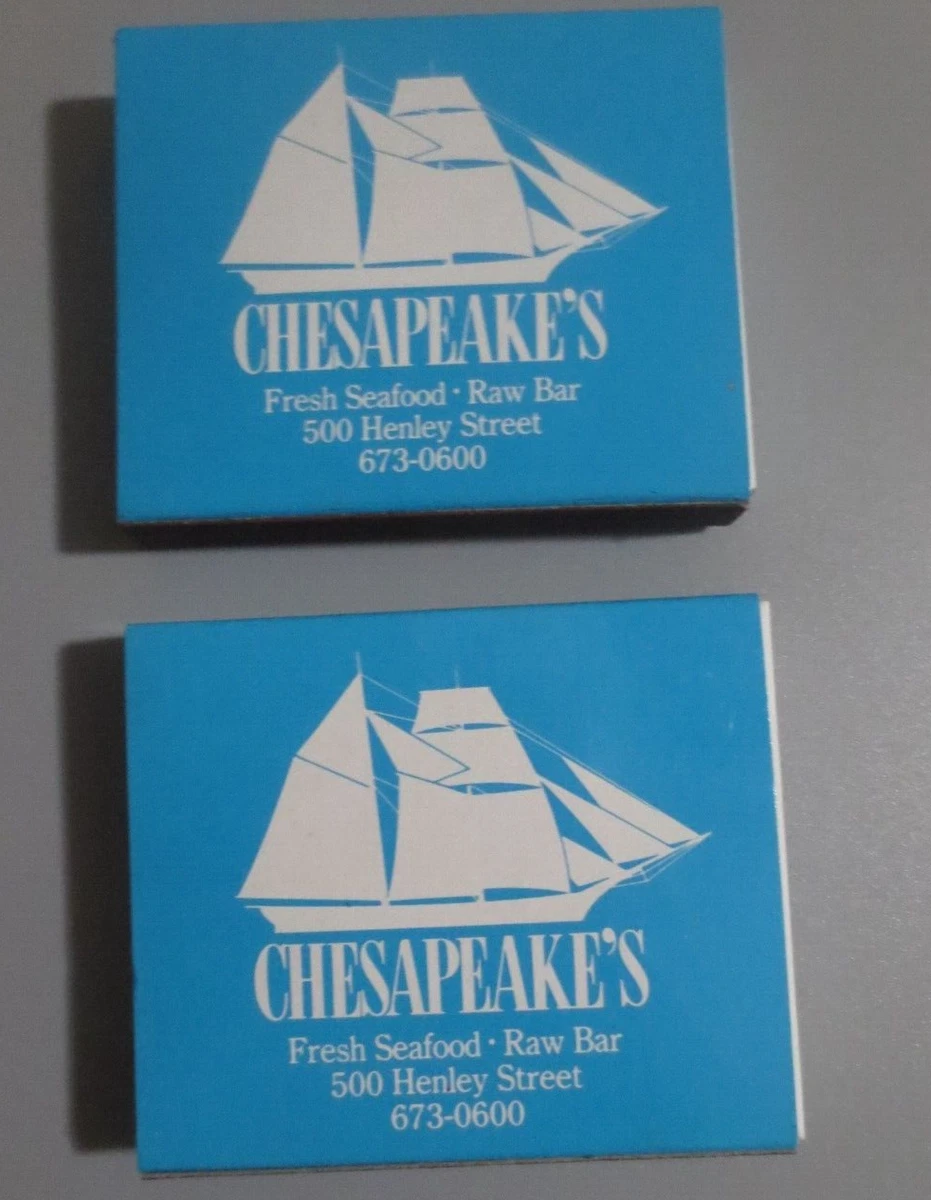 CHESAPEAKE'S
Fresh Seafood · Raw Bar
500 Henley Street
673-0600
CHESAPEAKE'S
Fresh Seafood · Raw Bar
500 Henley Street
673-0600